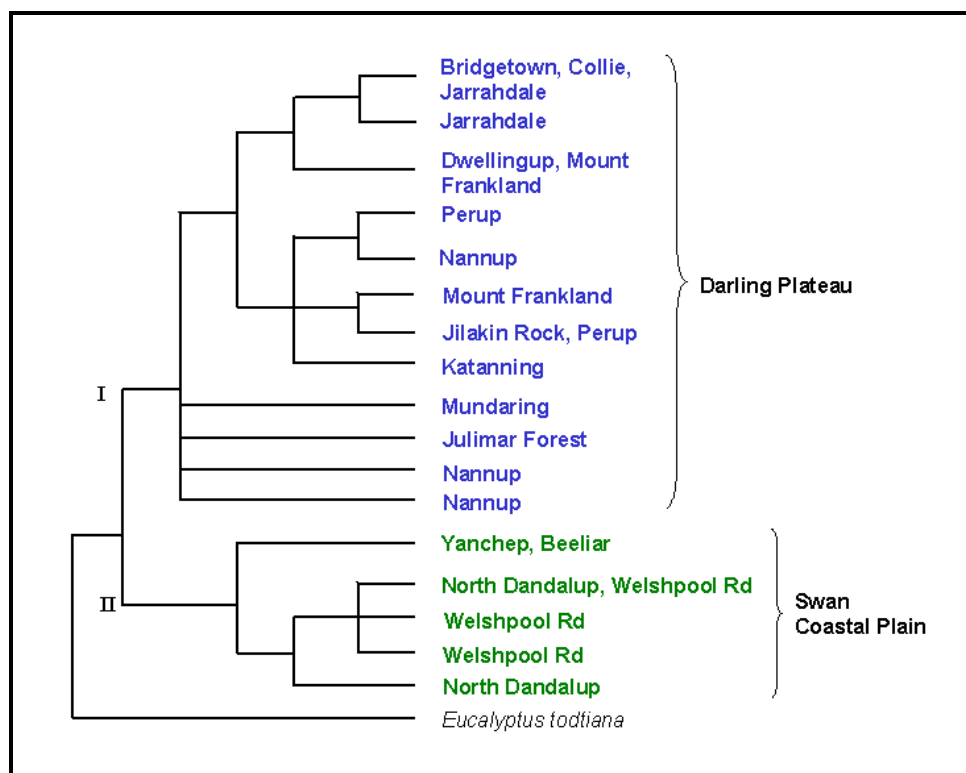 Bridgetown, Collie,
Jarrahdale
Jarrahdale
Dwellingup, Mount
Frankland
Perup
Nannup
Mount Frankland
Jilakin Rock, Perup
Katanning
Mundaring
Julimar Forest
Nannup
Nannup
Darling Plateau
I
Yanchep, Beeliar
North Dandalup, Welshpool Rd
Welshpool Rd
Welshpool Rd
North Dandalup
Swan
Coastal Plain
II
Eucalyptus todtiana